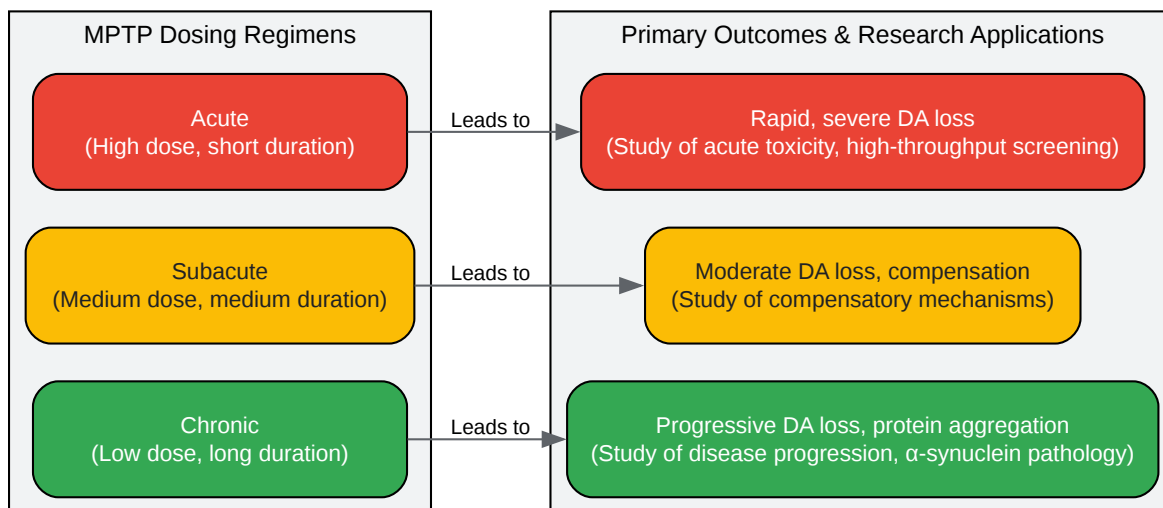 MPTP Dosing Regimens
Primary Outcomes & Research Applications
Acute
(High dose, short duration)
Leads to
Rapid, severe DA loss
(Study of acute toxicity, high-throughput screening)
Subacute
(Medium dose, medium duration)
Leads to
Moderate DA loss, compensation
(Study of compensatory mechanisms)
Chronic
(Low dose, long duration)
Leads to
Progressive DA loss, protein aggregation
(Study of disease progression, α-synuclein pathology)